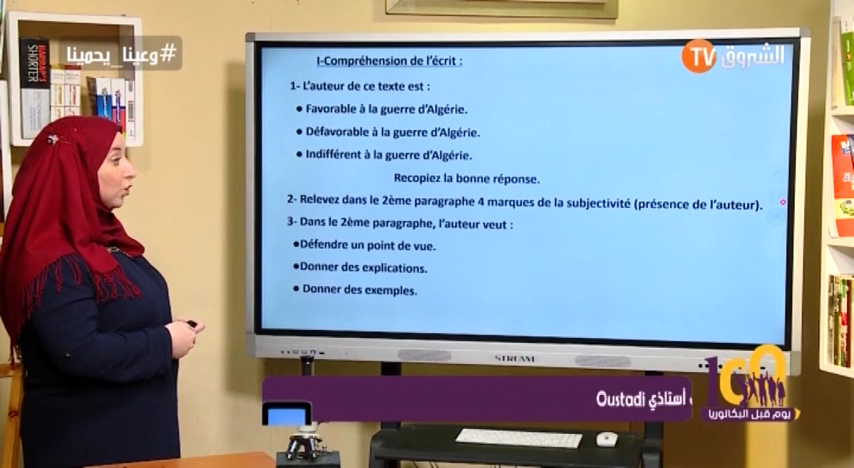 #وعينا_يحمينا
الشروق TV
SHORTER
I-Compréhension de l'écrit :
1- L'auteur de ce texte est :
● Favorable à la guerre d'Algérie.
● Défavorable à la guerre d'Algérie.
● Indifférent à la guerre d'Algérie.
Recopiez la bonne réponse.
2- Relevez dans le 2ème paragraphe 4 marques de la subjectivité (présence de l'auteur).
3- Dans le 2ème paragraphe, l'auteur veut :
●Défendre un point de vue.
●Donner des explications.
● Donner des exemples.
STREAM
أستاذي Oustadi
100
يوم قبل البكالوريا